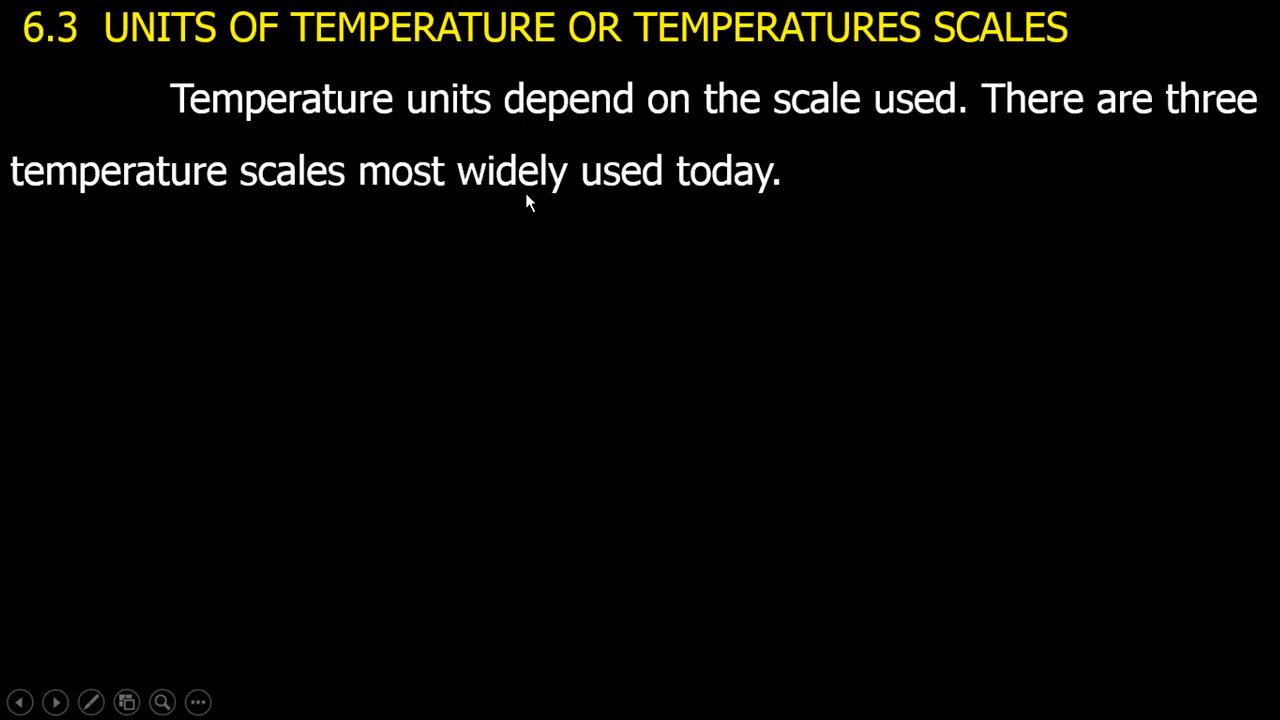 6.3 UNITS OF TEMPERATURE OR TEMPERATURES SCALES
Temperature units depend on the scale used. There are three
temperature scales most widely used today.